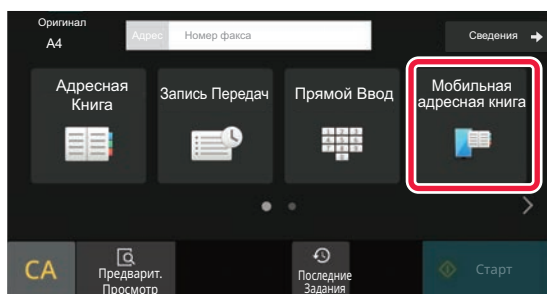 Оригинал
A4
Адрес
Номер факса
Сведения
Адресная
Книга
Запись Передач
Прямой Ввод
Мобильная
адресная книга
CA
Предварит.
Просмотр
Последние
Задания
Старт